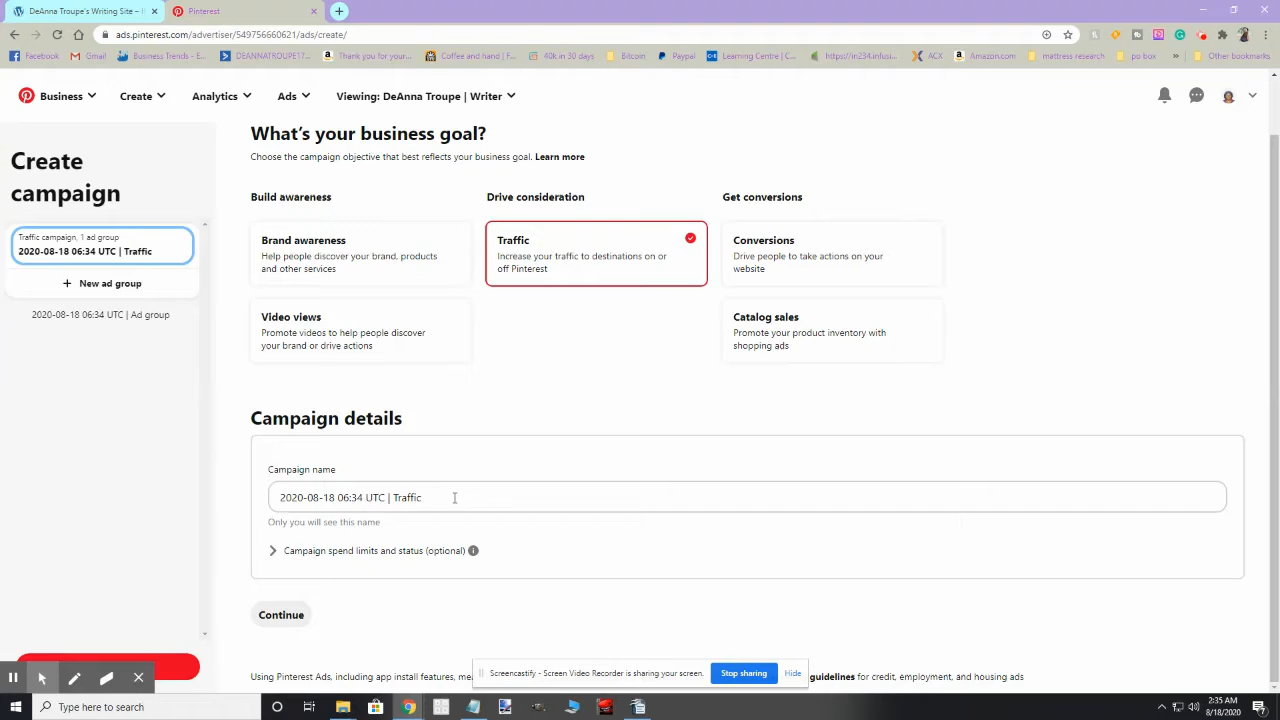 DeAnna Troupe's Writing Site – 
Pinterest
ads.pinterest.com/advertiser/549756660621/ads/create/
Facebook
Gmail
Business Trends - E...
DEANNATROUPE17...
Thank you for your...
Coffee and hand | F...
40k in 30 days
Bitcoin
Paypal
Learning Centre | C...
https://in234.infusi...
ACX
Amazon.com
mattress research
po box
»
Other bookmarks
Business
Create
Analytics
Ads
Viewing: DeAnna Troupe | Writer
Create
campaign
Traffic campaign, 1 ad group
2020-08-18 06:34 UTC | Traffic
+ New ad group
2020-08-18 06:34 UTC | Ad group
What's your business goal?
Choose the campaign objective that best reflects your business goal. Learn more
Build awareness
Drive consideration
Get conversions
Brand awareness
Help people discover your brand, products
and other services
Traffic
Increase your traffic to destinations on or
off Pinterest
Conversions
Drive people to take actions on your
website
Video views
Promote videos to help people discover
your brand or drive actions
Catalog sales
Promote your product inventory with
shopping ads
Campaign details
Campaign name
2020-08-18 06:34 UTC | Traffic
Only you will see this name
Campaign spend limits and status (optional)
Continue
Using Pinterest Ads, including app install features,
guidelines for credit, employment, and housing ads
Screencastify - Screen Video Recorder is sharing your screen.
Stop sharing
Hide
Type here to search
2:35 AM
8/18/2020